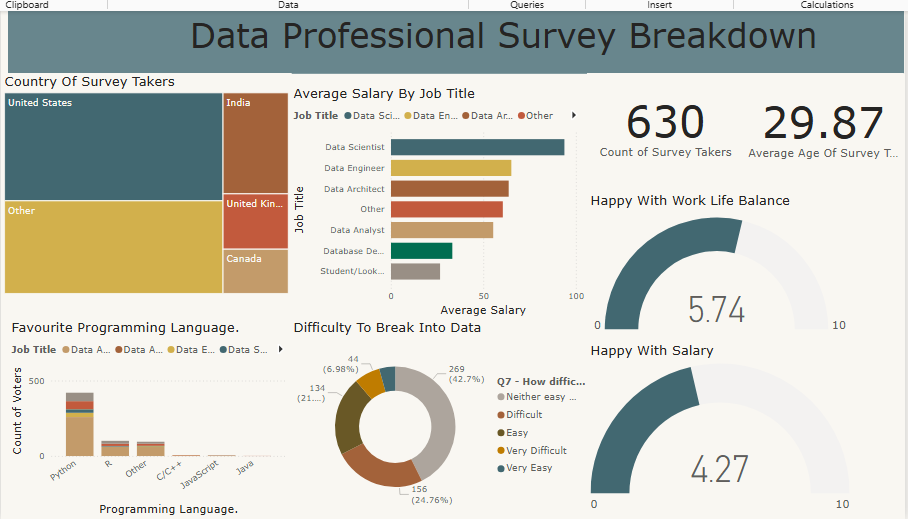 Clipboard
Data
Queries
Insert
Calculations
Data Professional Survey Breakdown
Country Of Survey Takers
United States
India
Other
United Kin...
Canada
Average Salary By Job Title
Job Title Data Sci... Data En... Data Ar... Other
Job Title
Data Scientist
Data Engineer
Data Architect
Other
Data Analyst
Database De...
Student/Look...
0 50 100
Average Salary
630
Count of Survey Takers
29.87
Average Age Of Survey T...
Happy With Work Life Balance
5.74
0 10
Favourite Programming Language.
Job Title Data A... Data A... Data E... Data S...
Count of Voters
500
0
Python R Other C/C++ JavaScript Java
Programming Language.
Difficulty To Break Into Data
44
(6.98%)
269
(42.7%)
134
(21....)
156
(24.76%)
Q7 - How diffic...
Neither easy ...
Difficult
Easy
Very Difficult
Very Easy
Happy With Salary
4.27
0 10